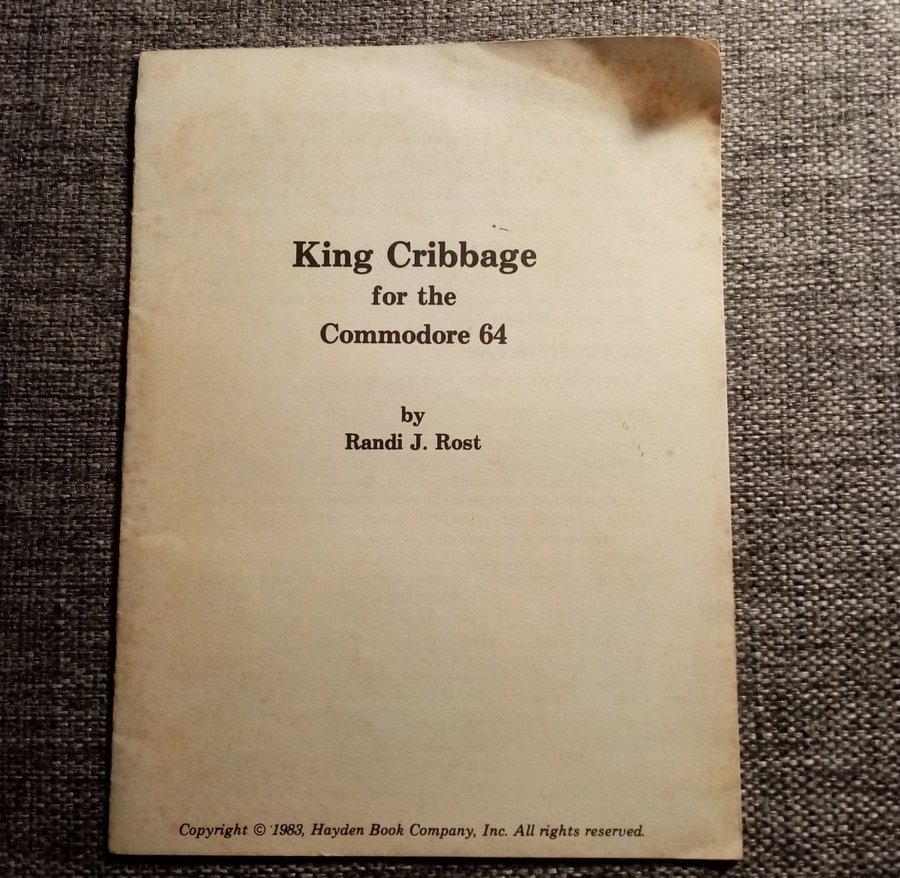 King Cribbage
for the
Commodore 64
by
Randi J. Rost
Copyright © 1983, Hayden Book Company, Inc. All rights reserved.